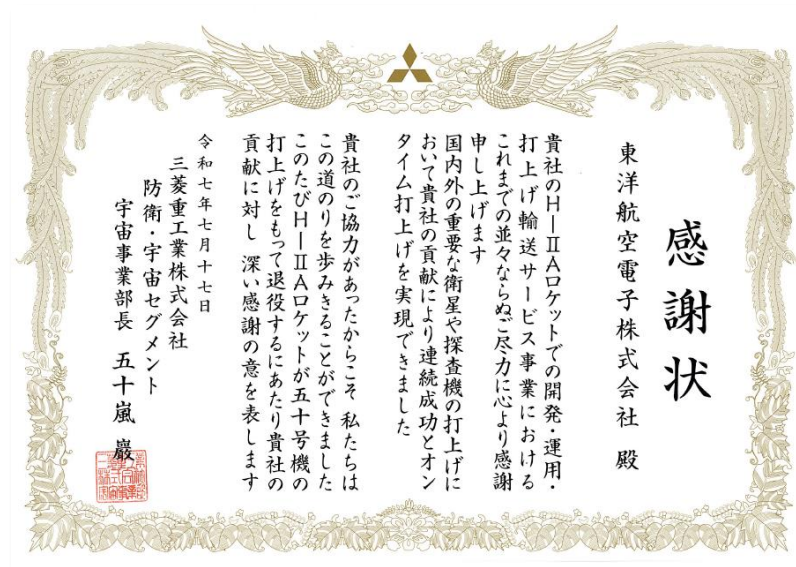 感謝状
東洋航空電子株式会社 殿
貴社のH―ⅡAロケットでの開発・運用・
打上げ輸送サービス事業における
これまでの並々ならぬご尽力に心より感謝
申し上げます
国内外の重要な衛星や探査機の打上げに
おいて貴社の貢献により連続成功とオン
タイム打上げを実現できました
貴社のご協力があったからこそ 私たちは
この道のりを歩みきることができました
このたびH―ⅡAロケットが五十号機の
打上げをもって退役するにあたり貴社の
貢献に対し 深い感謝の意を表します
令和七年七月十七日
三菱重工業株式会社
防衛・宇宙セグメント
宇宙事業部長 五十嵐 巖